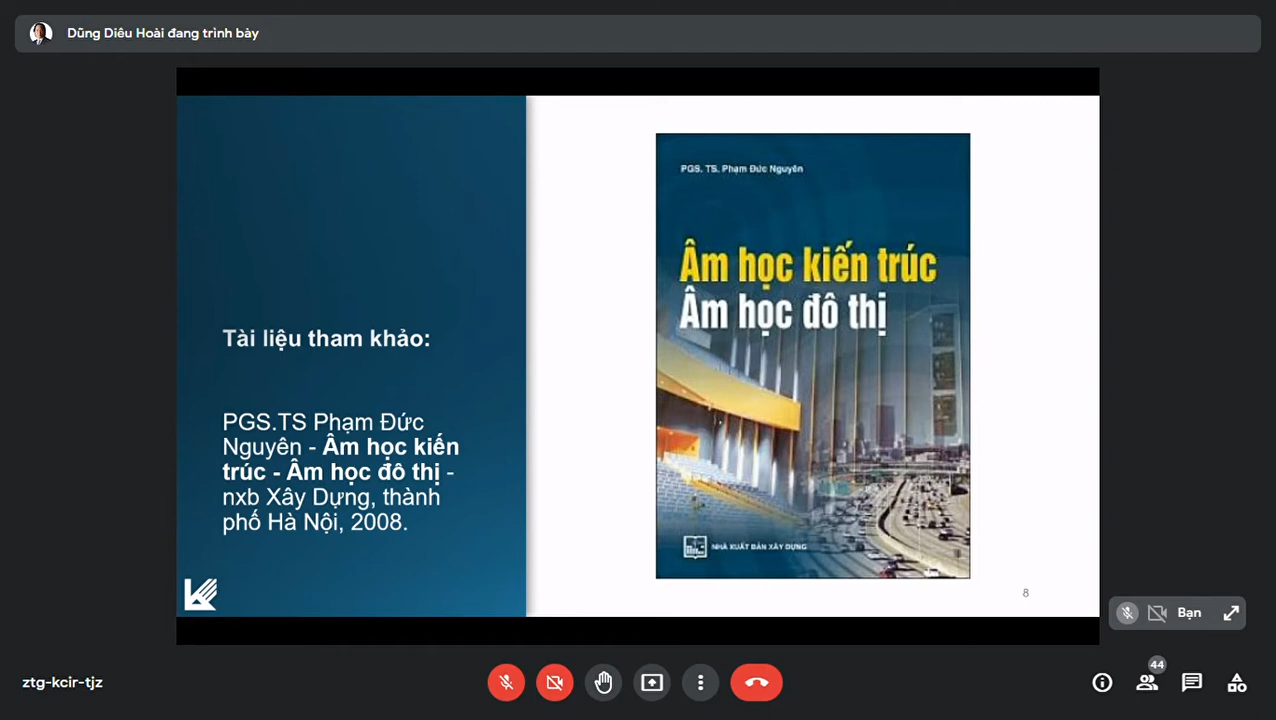 Dũng Diêu Hoài đang trình bày
PGS. TS. Phạm Đức Nguyên
Âm học kiến trúc
Âm học đô thị
Tài liệu tham khảo:
PGS.TS Phạm Đức
Nguyên - Âm học kiến
trúc - Âm học đô thị -
nxb Xây Dựng, thành
phố Hà Nội, 2008.
NHÀ XUẤT BẢN XÂY DỰNG
8
Bạn
44
ztg-kcir-tjz